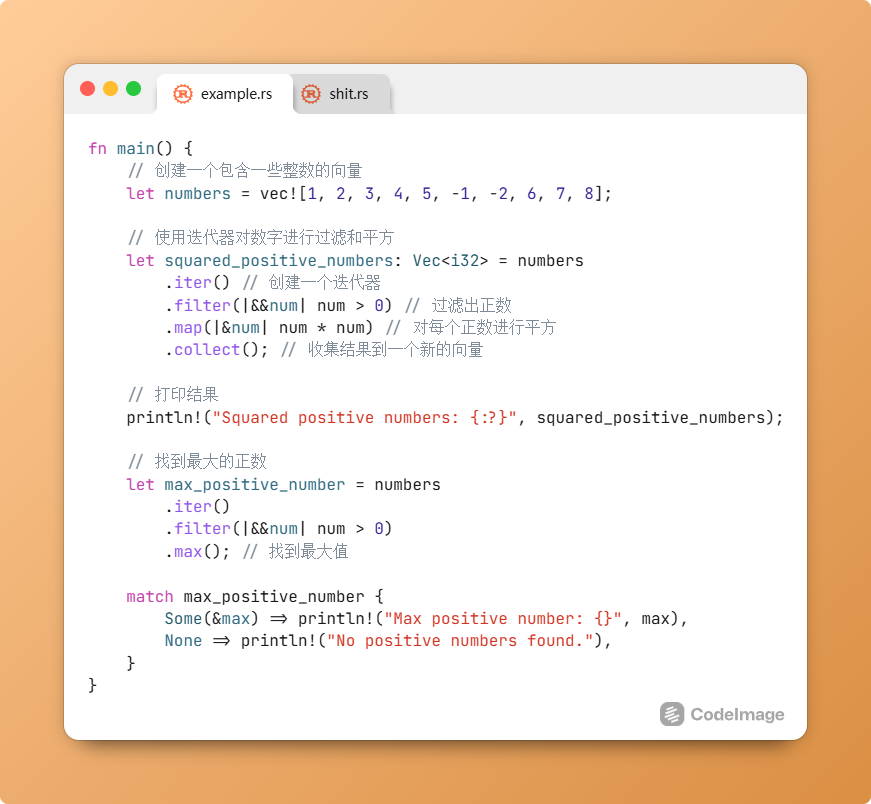 example.rs
shit.rs
fn main() {
    // 创建一个包含一些整数的向量
    let numbers = vec![1, 2, 3, 4, 5, -1, -2, 6, 7, 8];

    // 使用迭代器对数字进行过滤和平方
    let squared_positive_numbers: Vec<i32> = numbers
        .iter() // 创建一个迭代器
        .filter(|&&num| num > 0) // 过滤出正数
        .map(|&num| num * num) // 对每个正数进行平方
        .collect(); // 收集结果到一个新的向量

    // 打印结果
    println!("Squared positive numbers: {:?}", squared_positive_numbers);

    // 找到最大的正数
    let max_positive_number = numbers
        .iter()
        .filter(|&&num| num > 0)
        .max(); // 找到最大值

    match max_positive_number {
        Some(&max) => println!("Max positive number: {}", max),
        None => println!("No positive numbers found."),
    }
}
CodeImage